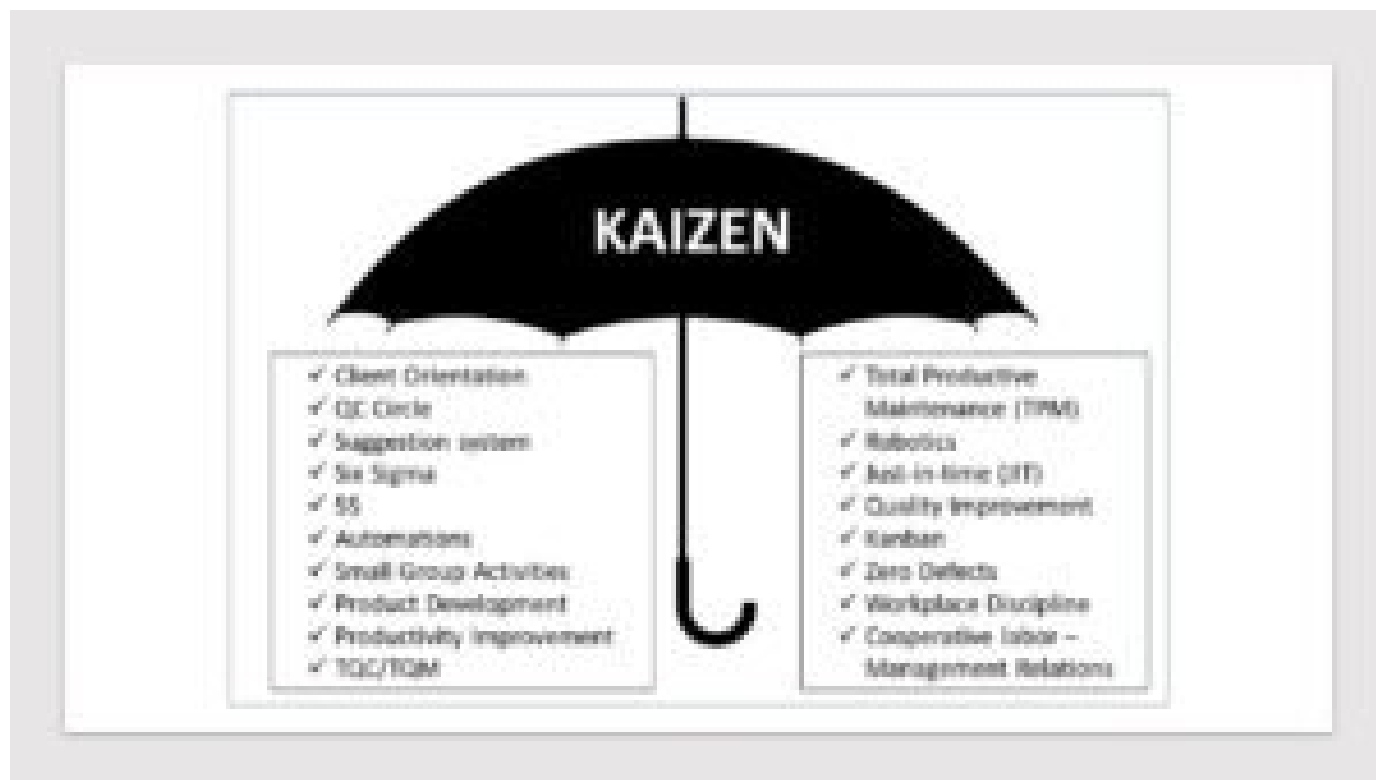 KAIZEN
✓ Client Orientation
✓ QC Circle
✓ Suggestion system
✓ Six Sigma
✓ 5S
✓ Automations
✓ Small Group Activities
✓ Product Development
✓ Productivity Improvement
✓ TQC/TQM
✓ Total Productive
Maintenance (TPM)
✓ Robotics
✓ Just-in-time (JIT)
✓ Quality Improvement
✓ Kanban
✓ Zero Defects
✓ Workplace Discipline
✓ Cooperative labor –
Management Relations